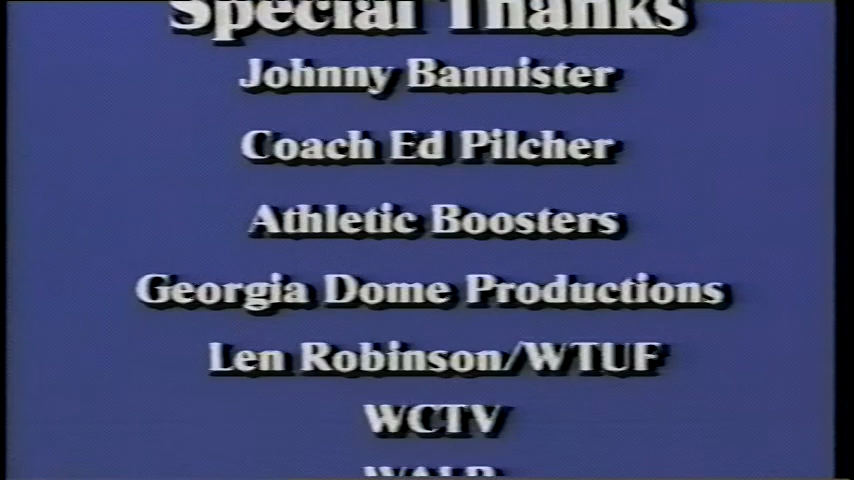 Special Thanks
Johnny Bannister
Coach Ed Pilcher
Athletic Boosters
Georgia Dome Productions
Len Robinson/WTUF
WCTV